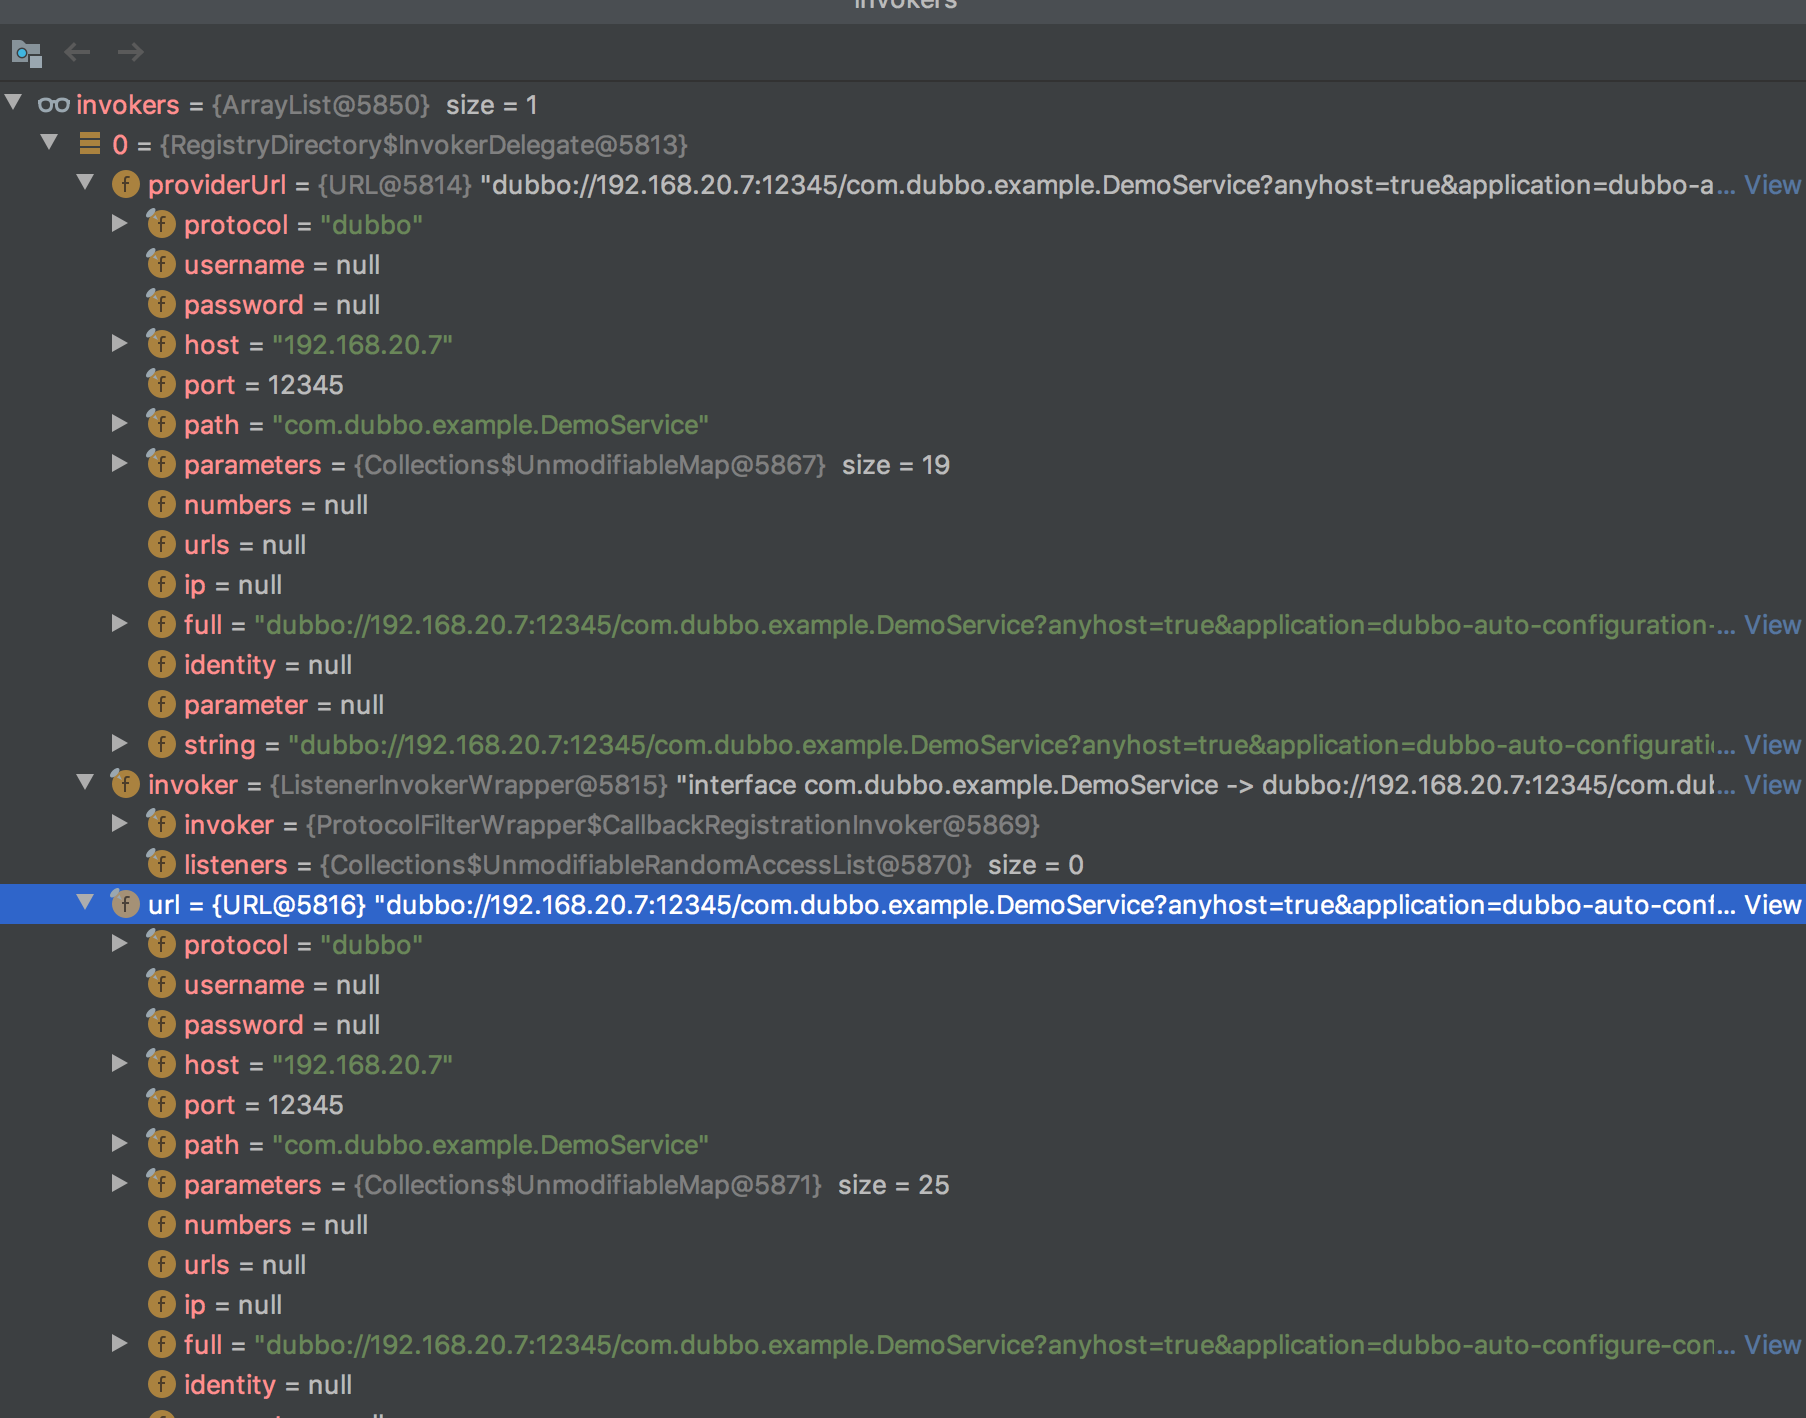 invokers
invokers = {ArrayList@5850} size = 1
0 = {RegistryDirectory$InvokerDelegate@5813}
providerUrl = {URL@5814} "dubbo://192.168.20.7:12345/com.dubbo.example.DemoService?anyhost=true&application=dubbo-a... View
protocol = "dubbo"
username = null
password = null
host = "192.168.20.7"
port = 12345
path = "com.dubbo.example.DemoService"
parameters = {Collections$UnmodifiableMap@5867} size = 19
numbers = null
urls = null
ip = null
full = "dubbo://192.168.20.7:12345/com.dubbo.example.DemoService?anyhost=true&application=dubbo-auto-configuration-... View
identity = null
parameter = null
string = "dubbo://192.168.20.7:12345/com.dubbo.example.DemoService?anyhost=true&application=dubbo-auto-configurati... View
invoker = {ListenerInvokerWrapper@5815} "interface com.dubbo.example.DemoService -> dubbo://192.168.20.7:12345/com.dub... View
invoker = {ProtocolFilterWrapper$CallbackRegistrationInvoker@5869}
listeners = {Collections$UnmodifiableRandomAccessList@5870} size = 0
url = {URL@5816} "dubbo://192.168.20.7:12345/com.dubbo.example.DemoService?anyhost=true&application=dubbo-auto-conf... View
protocol = "dubbo"
username = null
password = null
host = "192.168.20.7"
port = 12345
path = "com.dubbo.example.DemoService"
parameters = {Collections$UnmodifiableMap@5871} size = 25
numbers = null
urls = null
ip = null
full = "dubbo://192.168.20.7:12345/com.dubbo.example.DemoService?anyhost=true&application=dubbo-auto-configure-con... View
identity = null